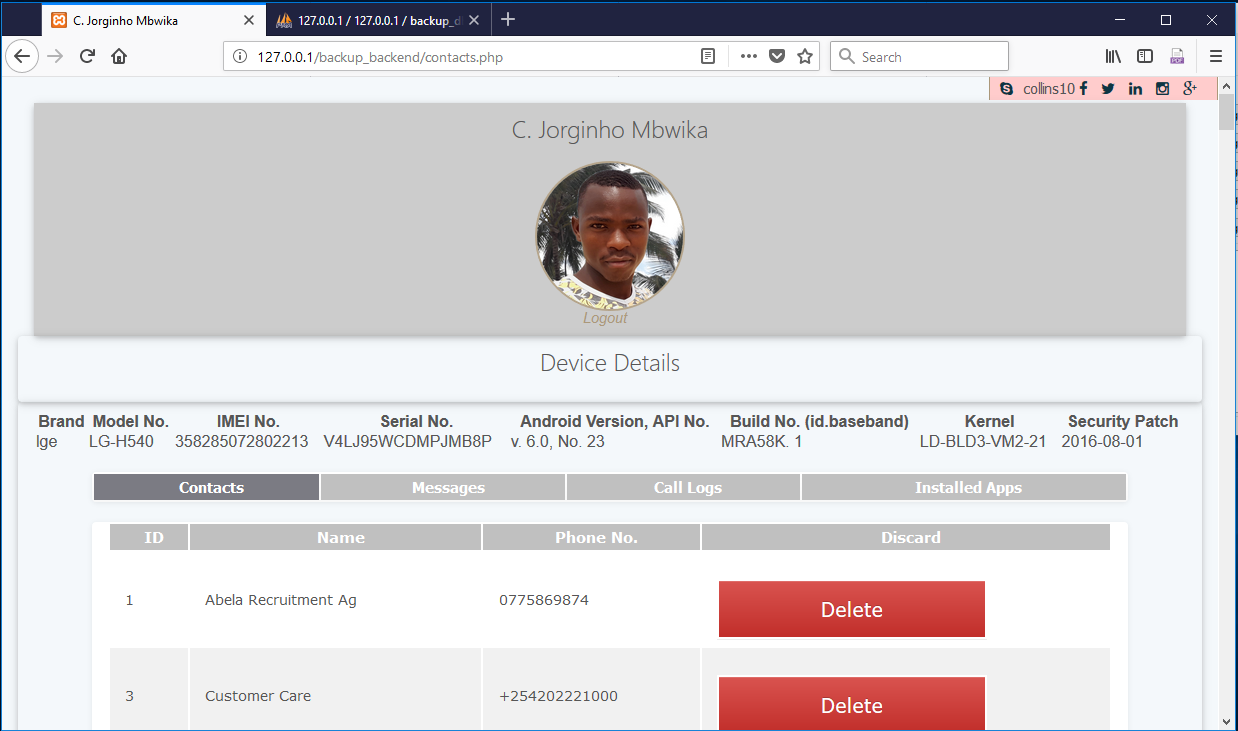 C. Jorginho Mbwika
127.0.0.1 / 127.0.0.1 / backup_d
127.0.0.1/backup_backend/contacts.php
Search
collins10
C. Jorginho Mbwika
Logout
Device Details
Brand Model No. IMEI No. Serial No. Android Version, API No. Build No. (id.baseband) Kernel Security Patch
lge LG-H540 358285072802213 V4LJ95WCDMPJMB8P v. 6.0, No. 23 MRA58K. 1 LD-BLD3-VM2-21 2016-08-01
Contacts Messages Call Logs Installed Apps
ID Name Phone No. Discard
1 Abela Recruitment Ag 0775869874 Delete
3 Customer Care +254202221000 Delete